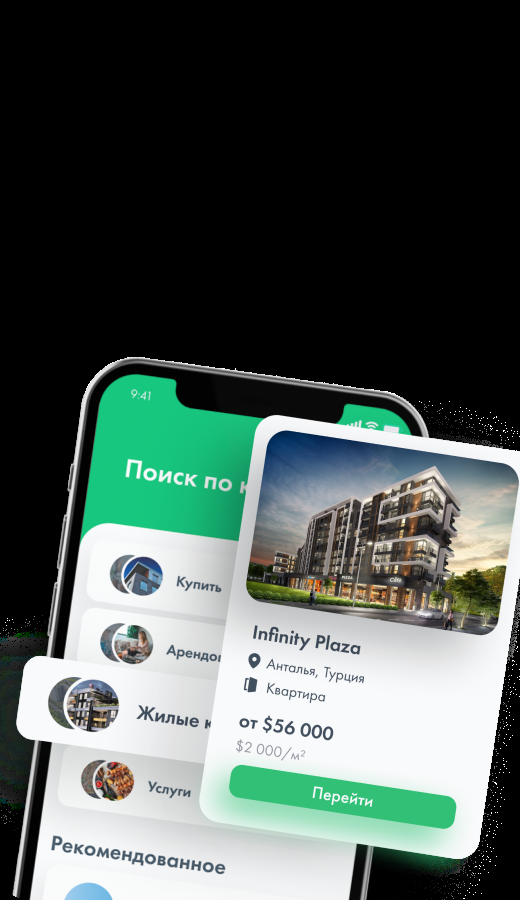 9:41
Поиск по
Купить
Жилые
Услуги
Рекомендованное
Infinity Plaza
Анталья, Турция
Квартира
от $56 000
$2 000/м²
Перейти